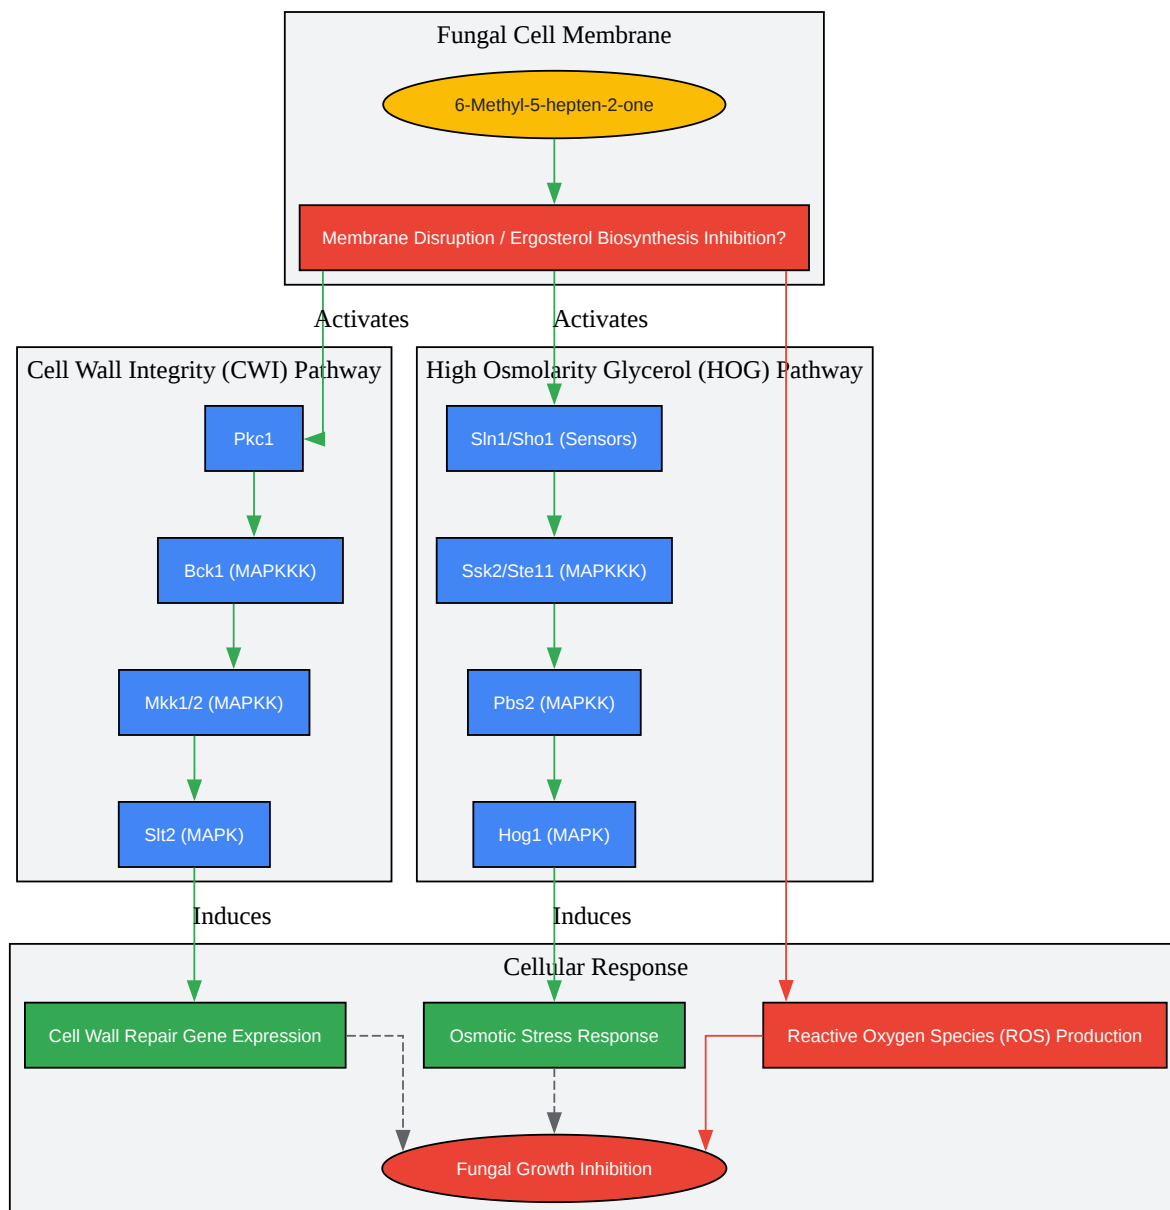 Fungal Cell Membrane
6-Methyl-5-hepten-2-one
Membrane Disruption / Ergosterol Biosynthesis Inhibition?
Activates
Activates
Cell Wall Integrity (CWI) Pathway
High Osmolarity Glycerol (HOG) Pathway
Pkc1
Sln1/Sho1 (Sensors)
Bck1 (MAPKKK)
Ssk2/Ste11 (MAPKKK)
Mkk1/2 (MAPKK)
Pbs2 (MAPKK)
Slt2 (MAPK)
Hog1 (MAPK)
Induces
Induces
Cellular Response
Cell Wall Repair Gene Expression
Osmotic Stress Response
Reactive Oxygen Species (ROS) Production
Fungal Growth Inhibition